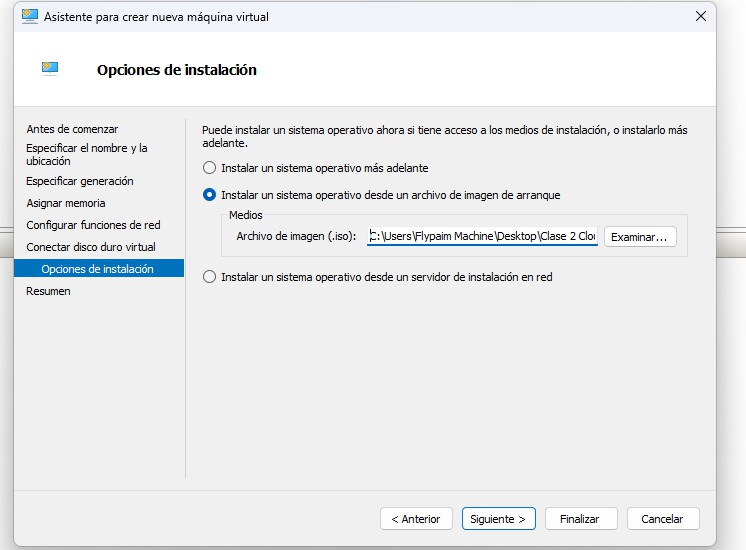 Asistente para crear nueva máquina virtual
Opciones de instalación
Antes de comenzar
Especificar el nombre y la
ubicación
Especificar generación
Asignar memoria
Configurar funciones de red
Conectar disco duro virtual
Opciones de instalación
Resumen
Puede instalar un sistema operativo ahora si tiene acceso a los medios de instalación, o instalarlo más
adelante.
Instalar un sistema operativo más adelante
Instalar un sistema operativo desde un archivo de imagen de arranque
Medios
Archivo de imagen (.iso): C:\Users\Flypaim Machine\Desktop\Clase 2 Clou Examinar...
Instalar un sistema operativo desde un servidor de instalación en red
< Anterior Siguiente > Finalizar Cancelar